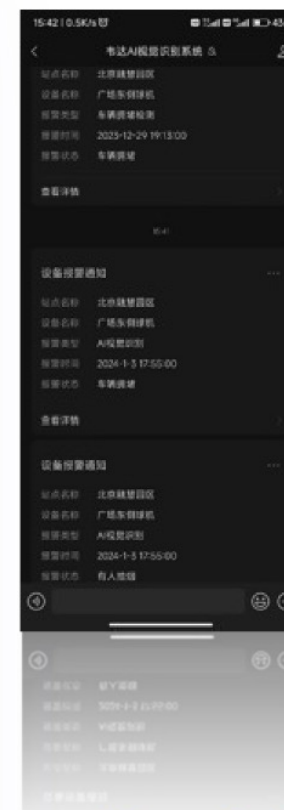 15:42 | 0.5K/s
韦达AI视觉识别系统
站点名称 北京融慧园区
设备名称 广场东侧球机
报警类型 车辆拥堵检测
报警时间 2023-12-29 19:13:00
报警状态 车辆拥堵
查看详情
设备报警通知
站点名称 北京融慧园区
设备名称 广场东侧球机
报警类型 AI视觉识别
报警时间 2024-1-3 17:55:00
报警状态 车辆拥堵
查看详情
设备报警通知
站点名称 北京融慧园区
设备名称 广场东侧球机
报警类型 AI视觉识别
报警时间 2024-1-3 17:55:00